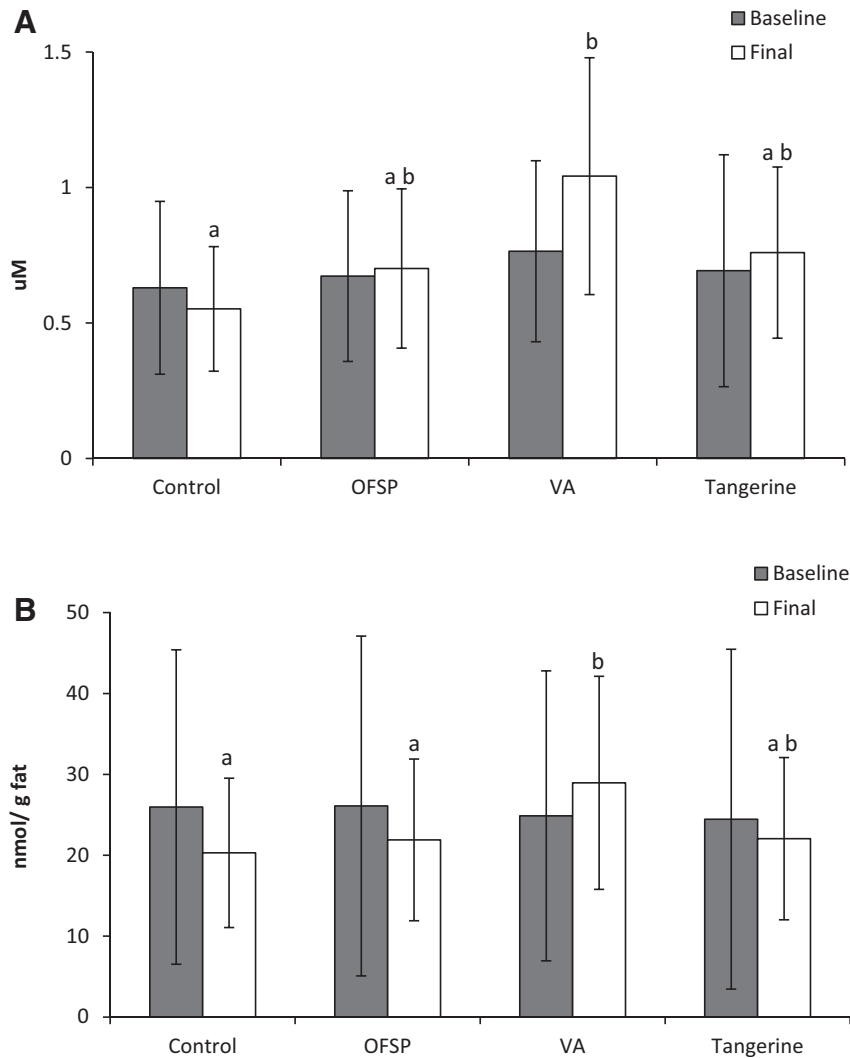 A
Baseline
Final
1.5
1
0.5
0
uM
a
a b
b
a b
Control OFSP VA Tangerine
B
Baseline
Final
50
40
30
20
10
0
nmol/ g fat
a
a
b
a b
Control OFSP VA Tangerine